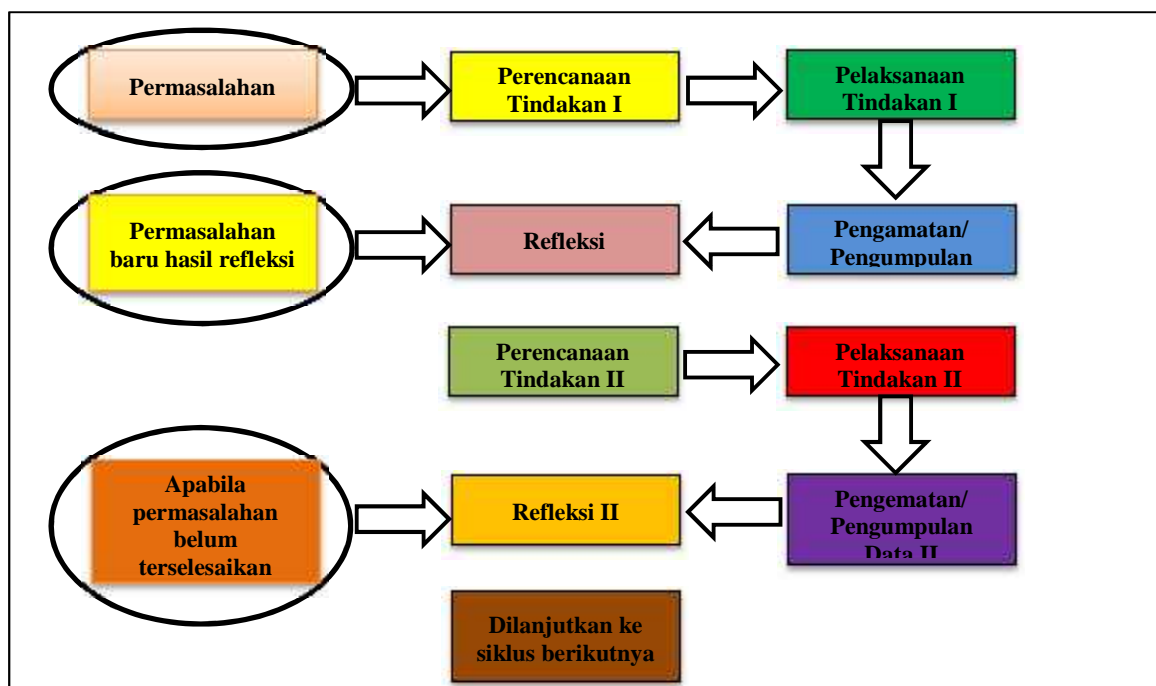 Permasalahan
Perencanaan
Tindakan I
Pelaksanaan
Tindakan I
Permasalahan
baru hasil refleksi
Refleksi
Pengamatan/
Pengumpulan
Perencanaan
Tindakan II
Pelaksanaan
Tindakan II
Apabila
permasalahan
belum
terselesaikan
Refleksi II
Pengematan/
Pengumpulan
Data II
Dilanjutkan ke
siklus berikutnya